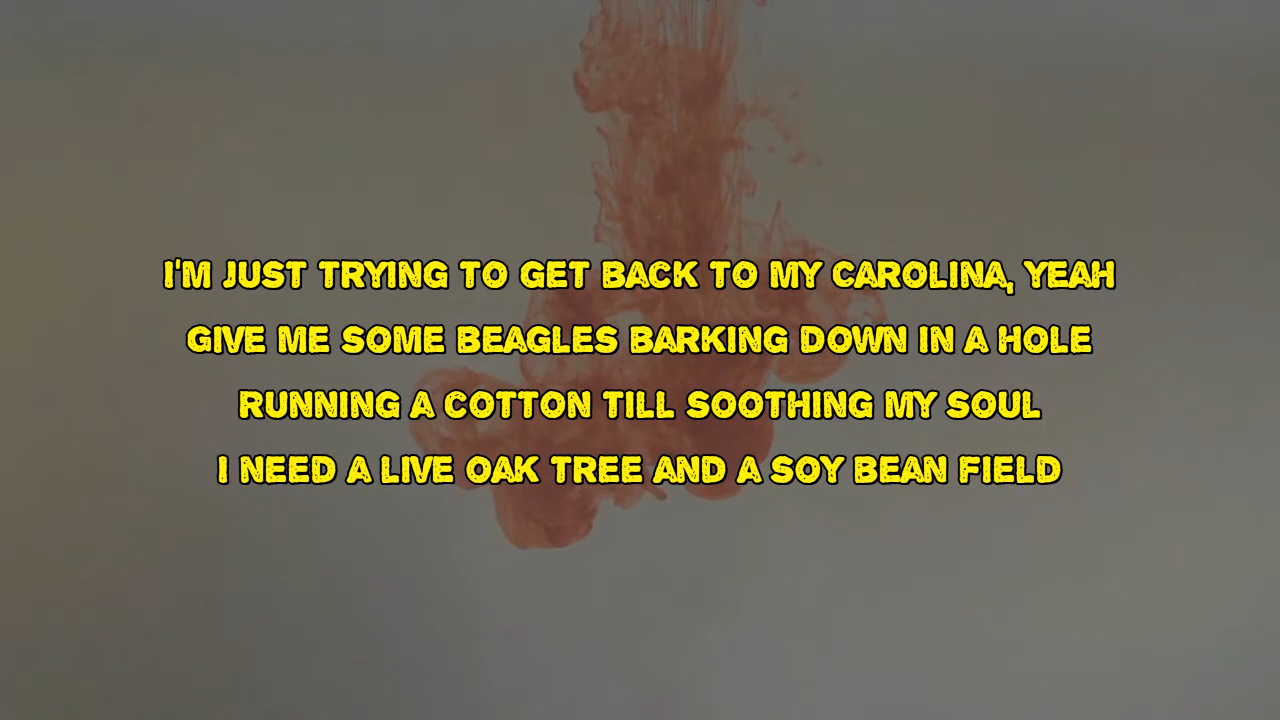 I'M JUST TRYING TO GET BACK TO MY CAROLINA, YEAH
GIVE ME SOME BEAGLES BARKING DOWN IN A HOLE
RUNNING A COTTON TILL SOOTHING MY SOUL
I NEED A LIVE OAK TREE AND A SOY BEAN FIELD